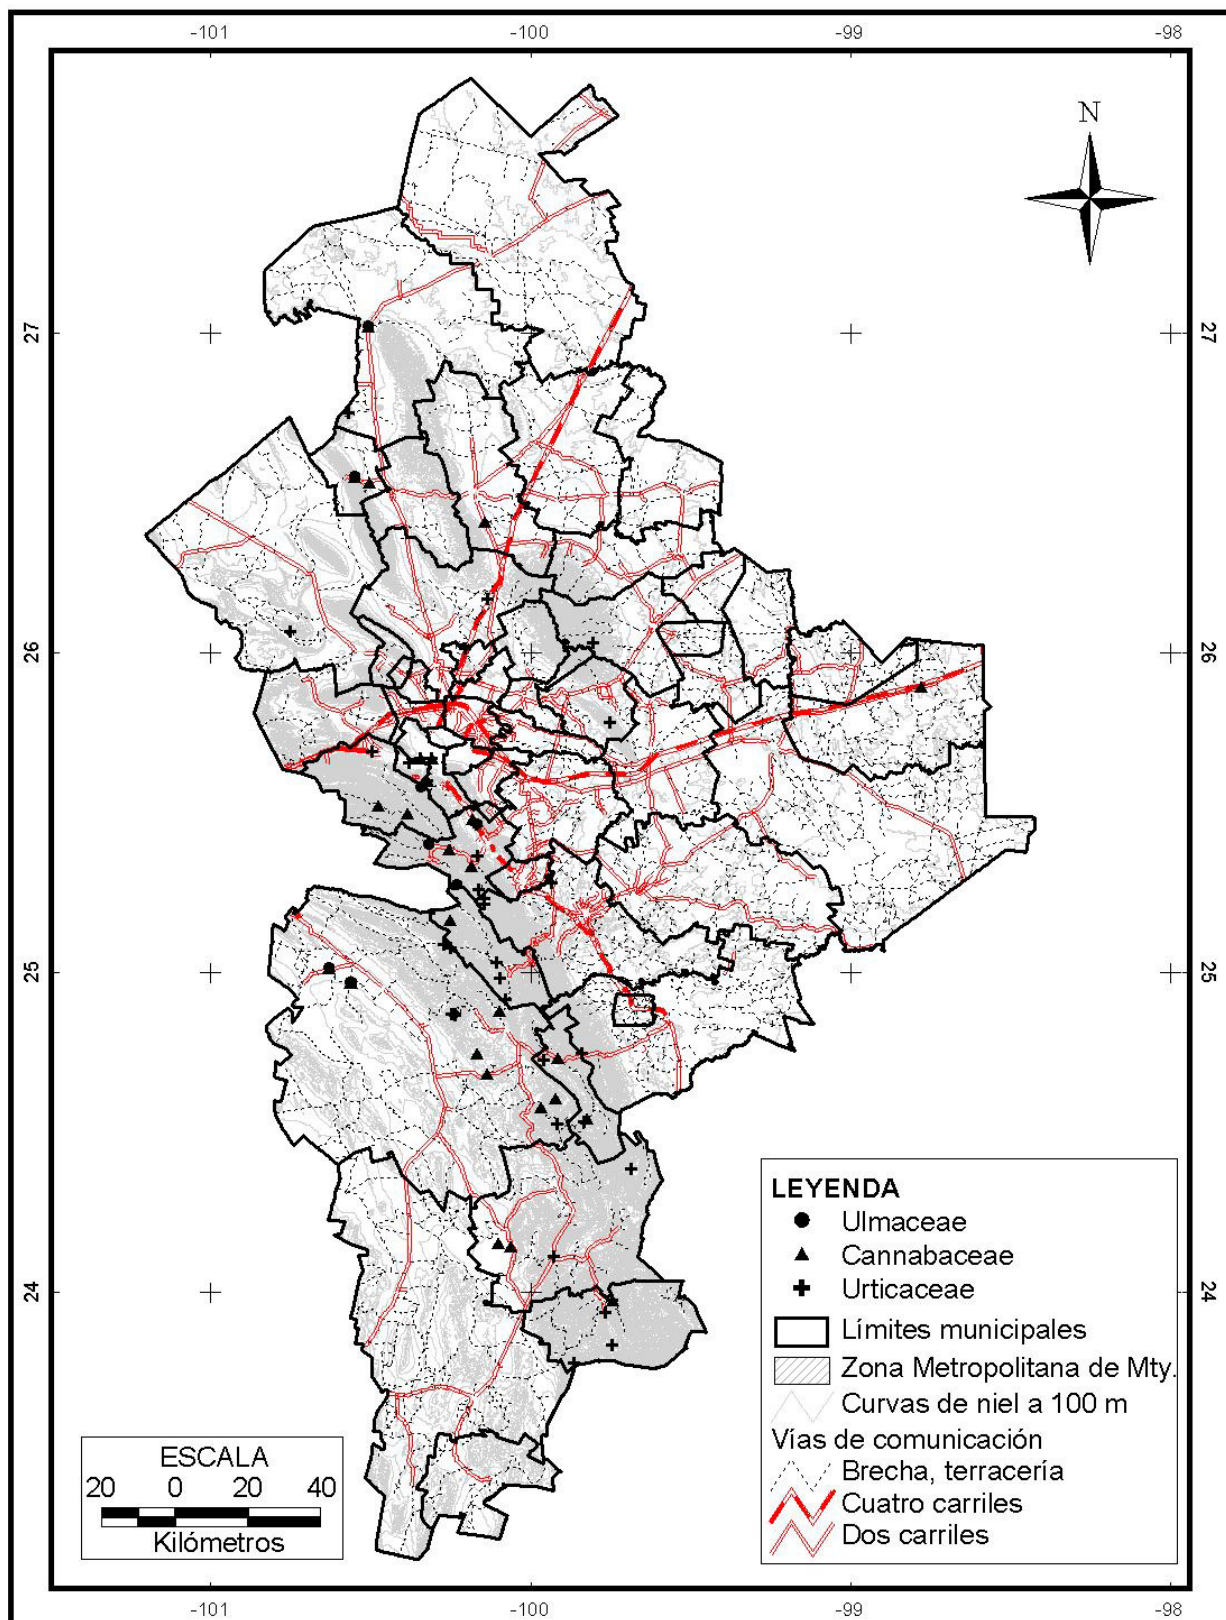 -101 -100 -99 -98
N
27 27
26 26
25 25
24 24
LEYENDA
Ulmaceae
Cannabaceae
Urticaceae
Límites municipales
Zona Metropolitana de Mty.
Curvas de niel a 100 m
Vías de comunicación
Brecha, terracería
Cuatro carriles
Dos carriles
ESCALA
20 0 20 40
Kilómetros
-101 -100 -99 -98